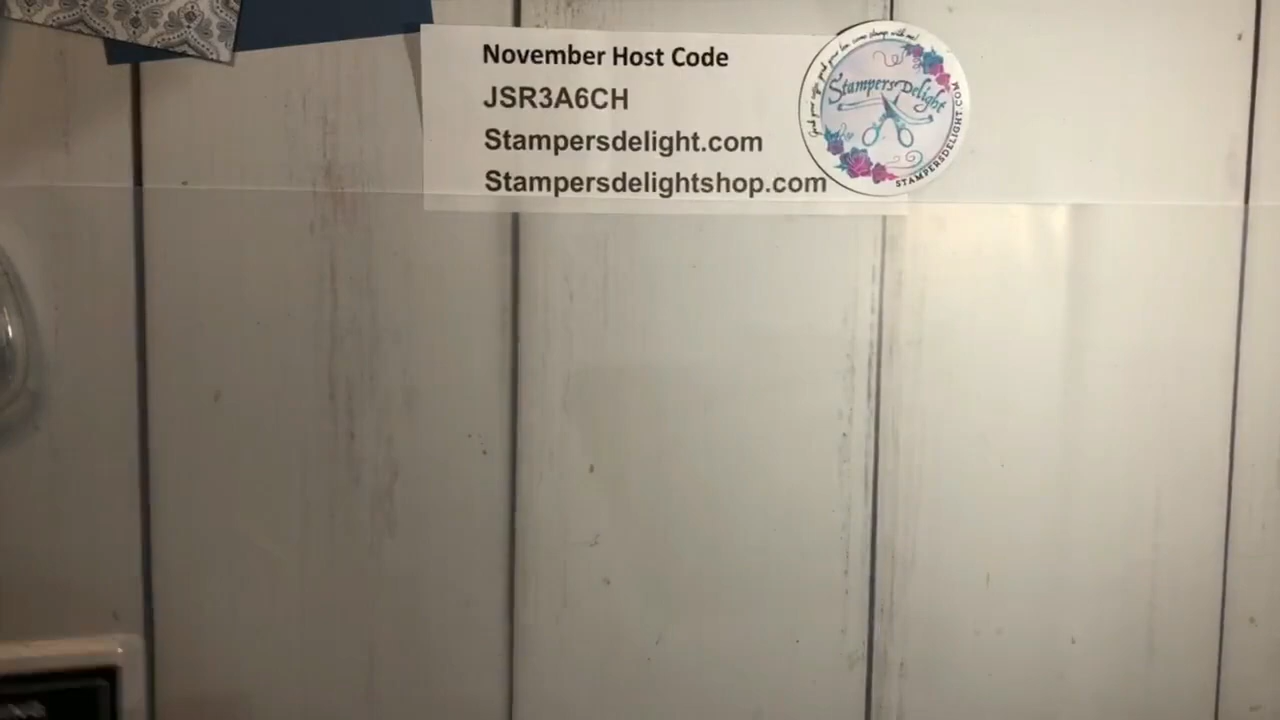 November Host Code
JSR3A6CH
Stampersdelight.com
Stampersdelightshop.com
Stampers Delight
STAMPERSDELIGHT.COM